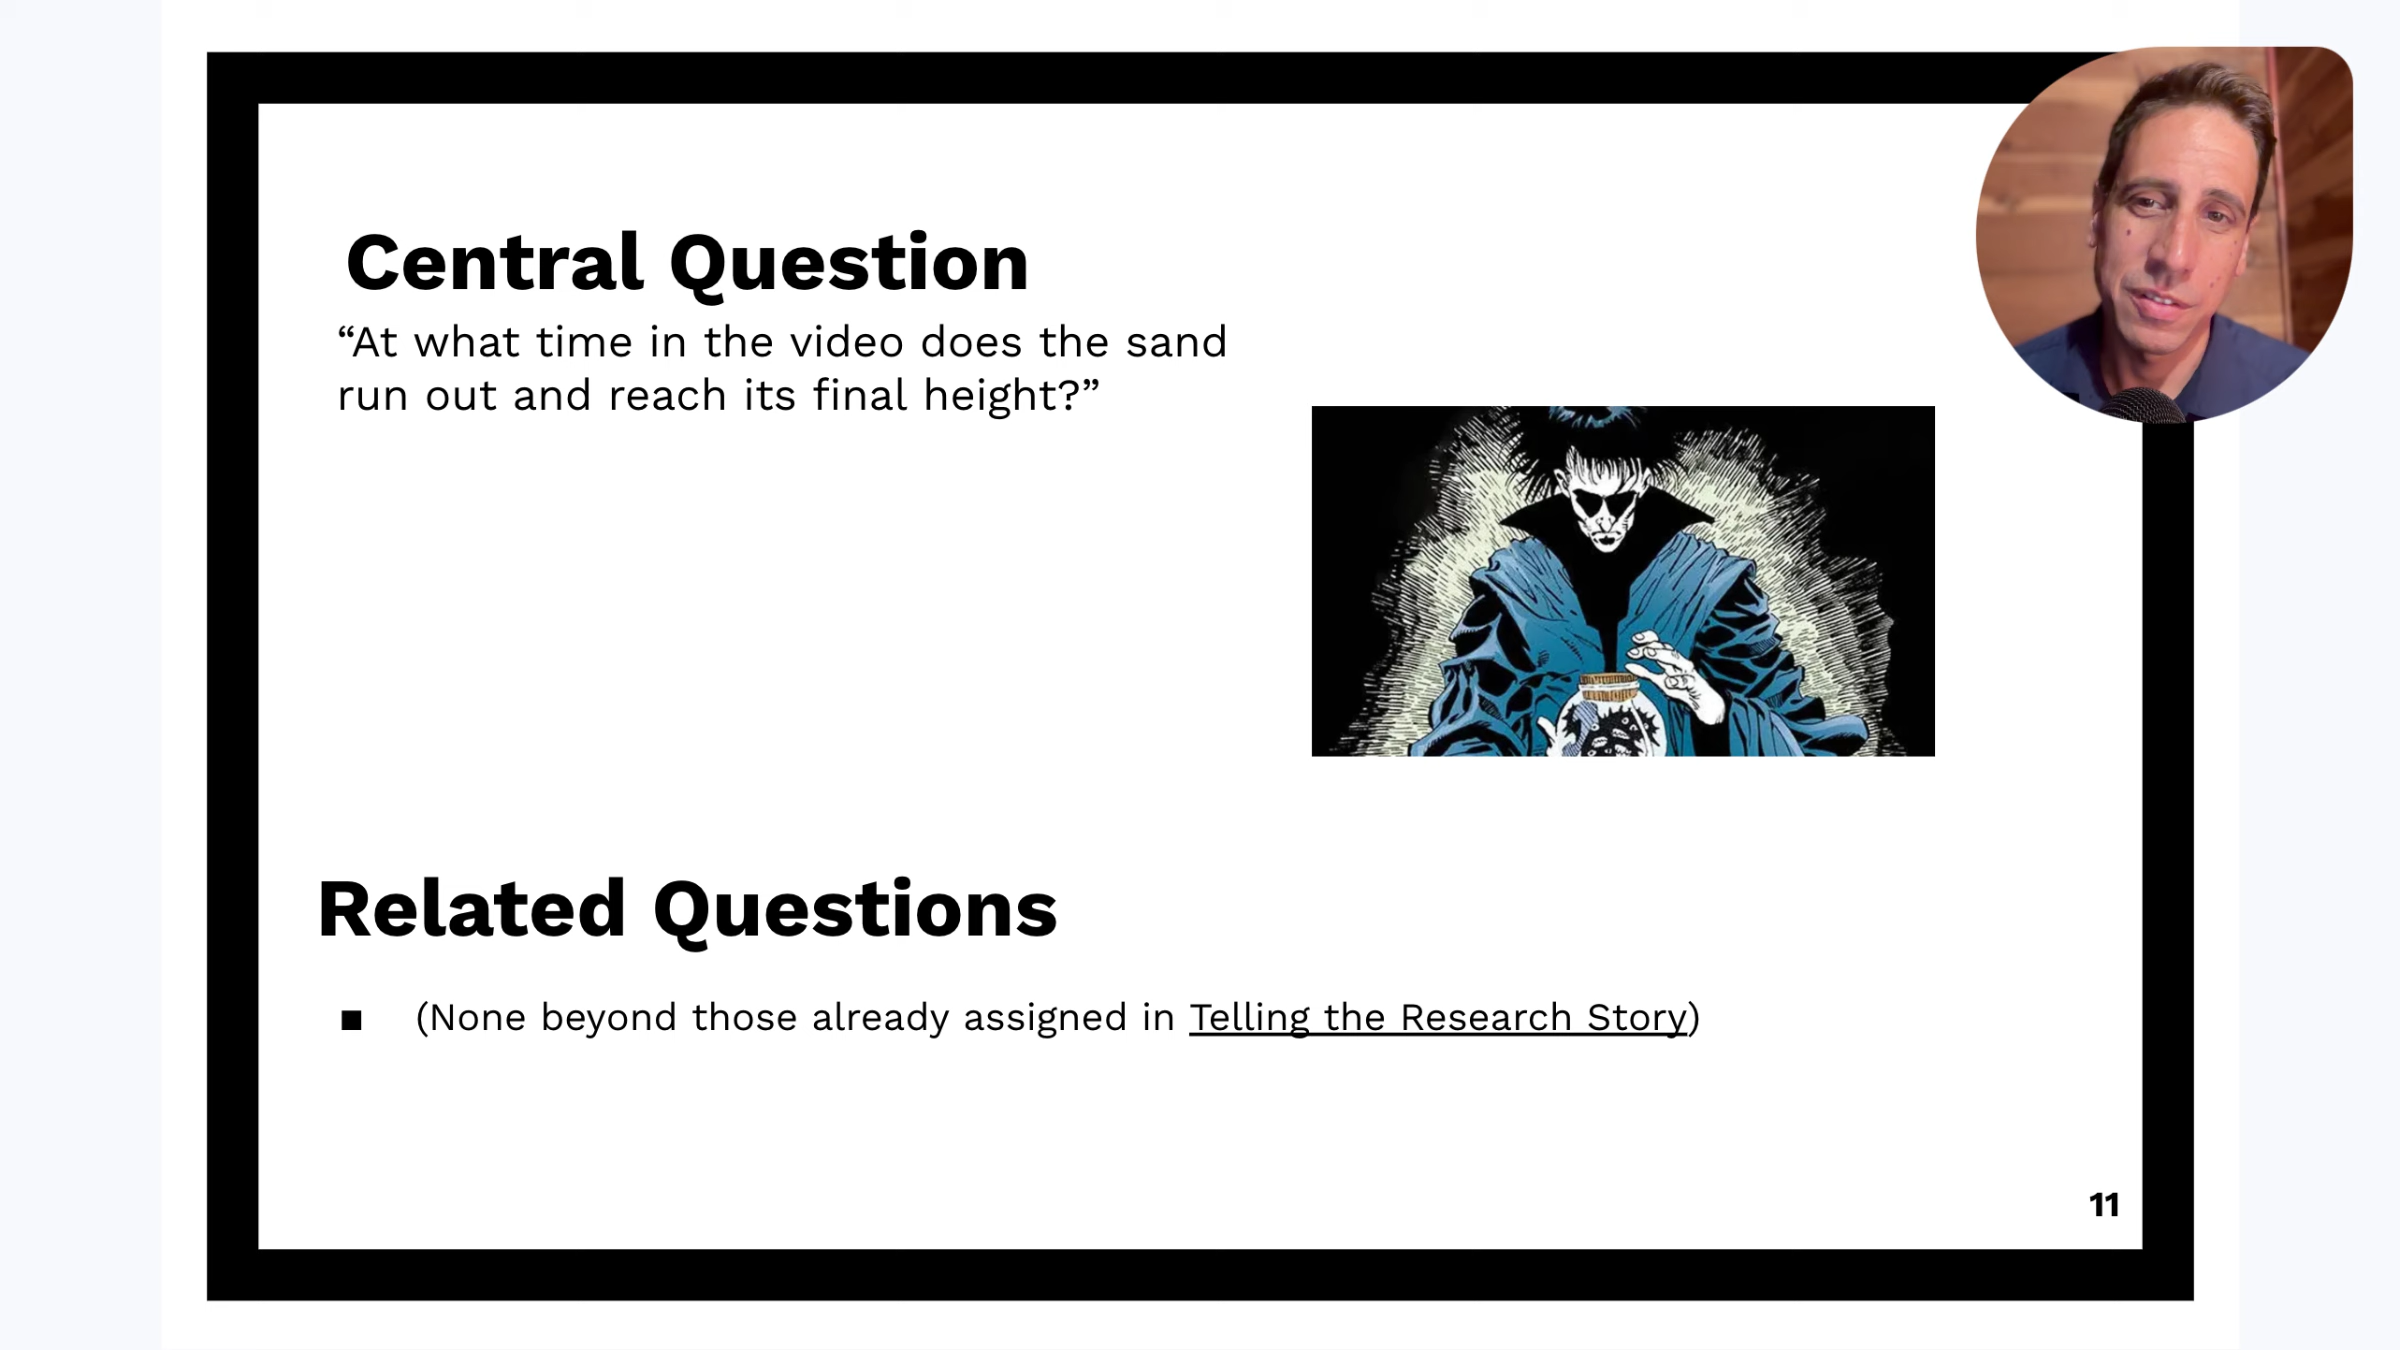 Central Question
“At what time in the video does the sand
run out and reach its final height?”
Related Questions
▪ (None beyond those already assigned in Telling the Research Story)
11